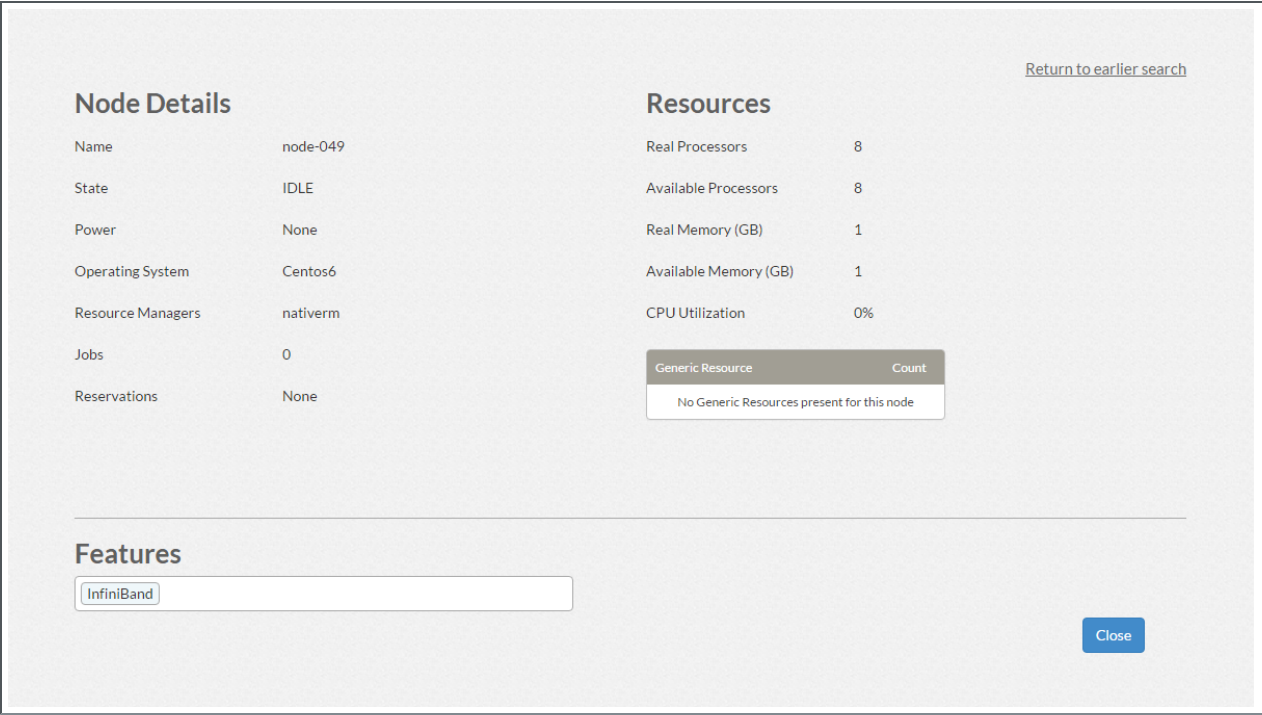 Return to earlier search
Node Details
Name node-049
State IDLE
Power None
Operating System Centos6
Resource Managers nativerm
Jobs 0
Reservations None
Resources
Real Processors 8
Available Processors 8
Real Memory (GB) 1
Available Memory (GB) 1
CPU Utilization 0%
Generic Resource Count
No Generic Resources present for this node
Features
InfiniBand
Close